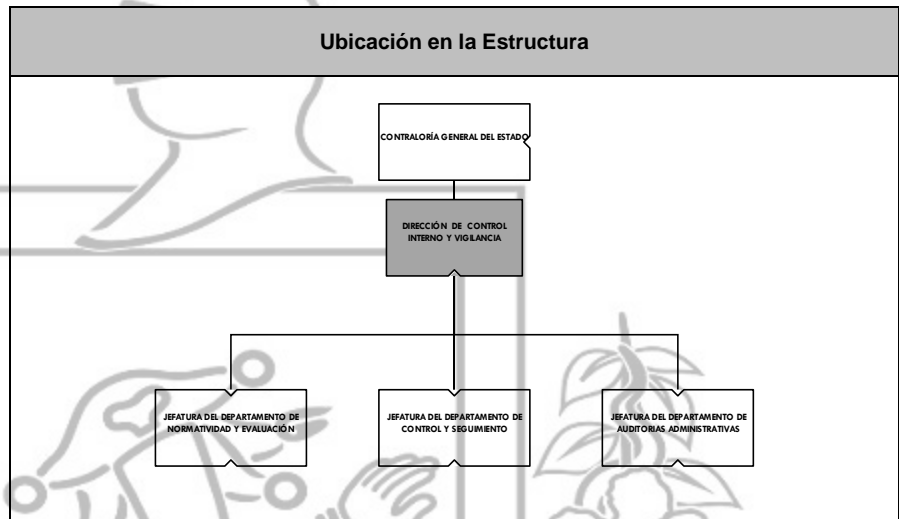 Ubicación en la Estructura
CONTRALORÍA GENERAL DEL ESTADO
DIRECCIÓN DE CONTROL
INTERNO Y VIGILANCIA
JEFATURA DEL DEPARTAMENTO DE
NORMATIVIDAD Y EVALUACIÓN
JEFATURA DEL DEPARTAMENTO DE
CONTROL Y SEGUIMIENTO
JEFATURA DEL DEPARTAMENTO DE
AUDITORIAS ADMINISTRATIVAS